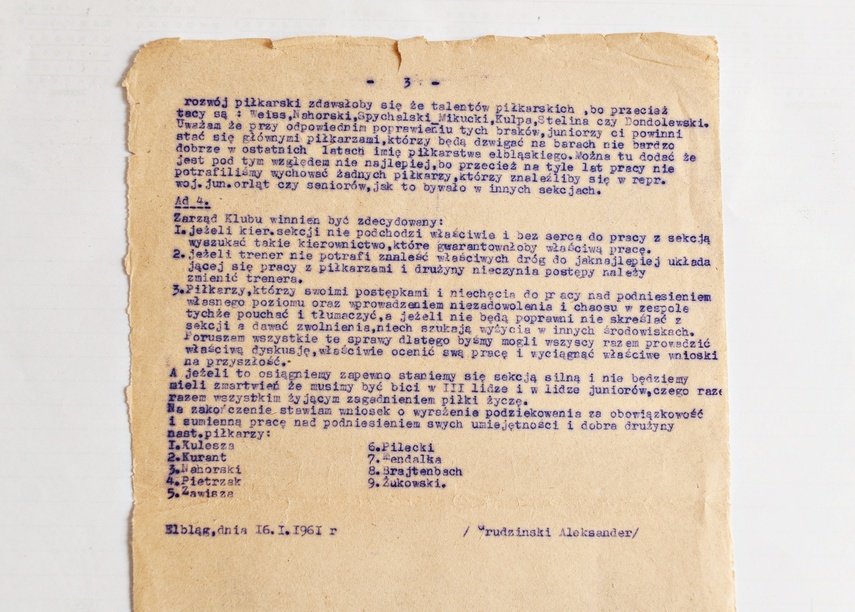 - 3 -
rozwój piłkarski zdawałoby się że talentów piłkarskich ,bo przecież
tacy są : Weiss,Nahorski,Spychalski Mikucki,Kulpa,Stelina czy Dondolewski.
Uważam że przy odpowiednim poprawieniu tych braków,juniorzy ci powinni
stać się głównymi piłkarzami,którzy będą dzwigać na barach nie bardzo
dobrze w ostatnich latach imię piłkarstwa elbląskiego.Można tu dodać że
jest pod tym względem nie najlepiej,bo przecież na tyle lat pracy nie
potrafiliśmy wychować żadnych piłkarzy,którzy znaleźliby się w repr.
woj.jun.orląt czy seniorów,jak to bywało w innych sekcjach.
Ad 4.
Zarząd Klubu winnien być zdecydowany:
I.jeżeli kier.sekcji nie podchodzi właściwie i bez serca do pracy z sekcją
wyszukać takie kierownictwo,które gwarantowałoby właściwą pracę.
2.jeżeli trener nie potrafi znaleść właściwych dróg do jaknajlepiej układa
jącej się pracy z piłkarzami i drużyny nieczynia postępy należy
zmienić trenera.
3.Piłkarzy,którzy swoimi postępkami i niechęcia do pracy nad podniesieniem
własnego poziomu oraz wprowadzeniem niezadowolenia i chaosu w zespole
tychże pouchać i tłumaczyć,a jeżeli nie będą poprawni nie skreślać z
sekcji a dawać zwolnienia,niech szukają wyżycia w innych środowiskach.
Poruszam wszystkie te sprawy dlatego byśmy mogli wszyscy razem prowadzić
właściwą dyskusję,właściwie ocenić swą pracę i wyciągnąć właściwe wnioski
na przyszłość.-
A jeżeli to osiągniemy zapewno staniemy się sekcją silną i nie będziemy
mieli zmartwień że musimy być bici w III lidze i w lidze juniorów,czego raze
razem wszystkim żyjącym zagadnieniem piłki życzę.
Na zakończenie stawiam wniosek o wyrażenie podziekowania za obowiązkowość
i sumienną pracę nad podniesieniem swych umiejętności i dobra drużyny
nast.piłkarzy:
I.Kulesza
2.Kurant
3.Nahorski
4.Pietrzak
5.Zawisza
6.Pilecki
7.Wendałka
8.Brajtenbach
9.Żukowski.
Elbląg,dnia 16.I.1961 r
/ Grudzinski Aleksander/